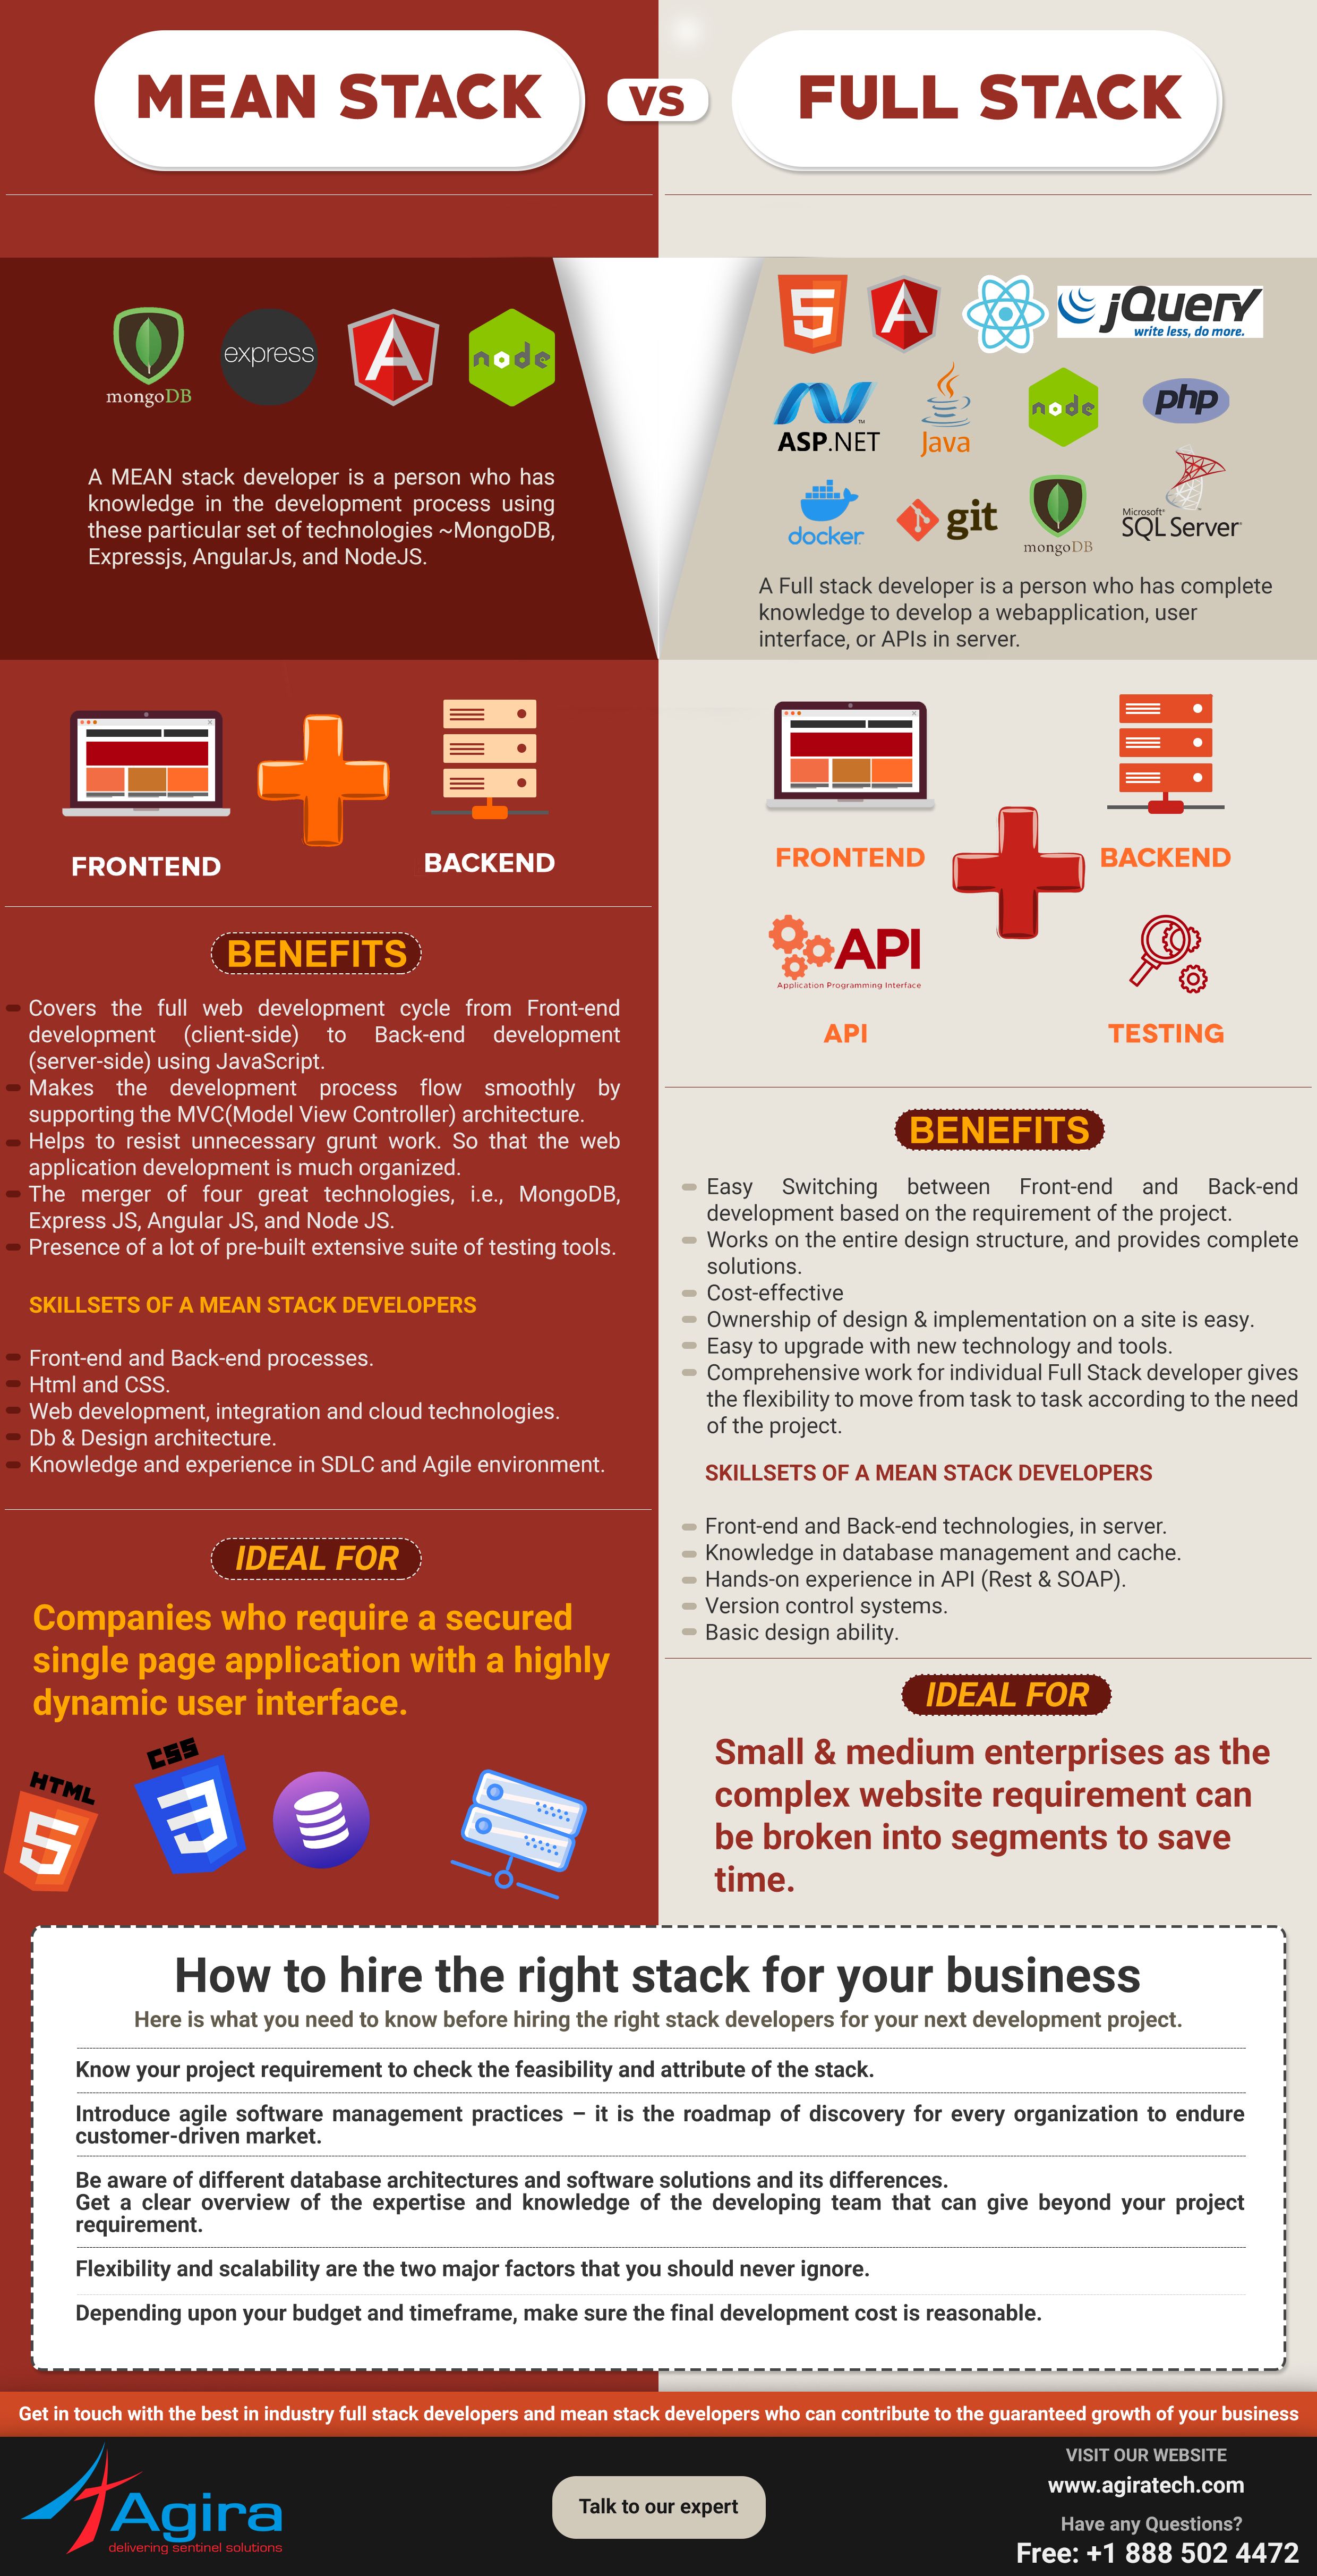 MEAN STACK
VS
FULL STACK
mongoDB
express
node
A MEAN stack developer is a person who has
knowledge in the development process using
these particular set of technologies ~MongoDB,
Expressjs, AngularJs, and NodeJS.
jQuery
write less, do more.
ASP.NET
TM
Java
node
php
docker
git
mongoDB
Microsoft®
SQL Server®
A Full stack developer is a person who has complete
knowledge to develop a webapplication, user
interface, or APIs in server.
FRONTEND
BACKEND
BENEFITS
Covers the full web development cycle from Front-end
development (client-side) to Back-end development
(server-side) using JavaScript.
Makes the development process flow smoothly by
supporting the MVC(Model View Controller) architecture.
Helps to resist unnecessary grunt work. So that the web
application development is much organized.
The merger of four great technologies, i.e., MongoDB,
Express JS, Angular JS, and Node JS.
Presence of a lot of pre-built extensive suite of testing tools.
SKILLSETS OF A MEAN STACK DEVELOPERS
Front-end and Back-end processes.
Html and CSS.
Web development, integration and cloud technologies.
Db & Design architecture.
Knowledge and experience in SDLC and Agile environment.
IDEAL FOR
Companies who require a secured
single page application with a highly
dynamic user interface.
HTML
CSS
FRONTEND
BACKEND
API
Application Programming Interface
API
TESTING
BENEFITS
Easy Switching between Front-end and Back-end
development based on the requirement of the project.
Works on the entire design structure, and provides complete
solutions.
Cost-effective
Ownership of design & implementation on a site is easy.
Easy to upgrade with new technology and tools.
Comprehensive work for individual Full Stack developer gives
the flexibility to move from task to task according to the need
of the project.
SKILLSETS OF A MEAN STACK DEVELOPERS
Front-end and Back-end technologies, in server.
Knowledge in database management and cache.
Hands-on experience in API (Rest & SOAP).
Version control systems.
Basic design ability.
IDEAL FOR
Small & medium enterprises as the
complex website requirement can
be broken into segments to save
time.
How to hire the right stack for your business
Here is what you need to know before hiring the right stack developers for your next development project.
Know your project requirement to check the feasibility and attribute of the stack.
Introduce agile software management practices – it is the roadmap of discovery for every organization to endure
customer-driven market.
Be aware of different database architectures and software solutions and its differences.
Get a clear overview of the expertise and knowledge of the developing team that can give beyond your project
requirement.
Flexibility and scalability are the two major factors that you should never ignore.
Depending upon your budget and timeframe, make sure the final development cost is reasonable.
Get in touch with the best in industry full stack developers and mean stack developers who can contribute to the guaranteed growth of your business
Agira
delivering sentinel solutions
Talk to our expert
VISIT OUR WEBSITE
www.agiratech.com
Have any Questions?
Free: +1 888 502 4472